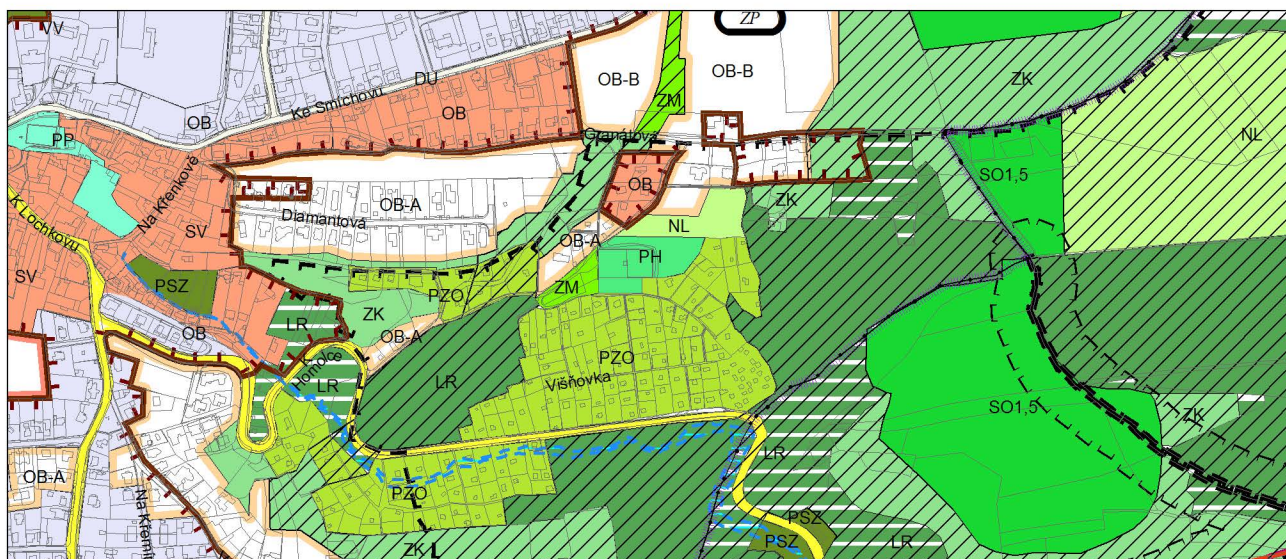 VV
ZP
OB-B
OB-B
ZK
DU
Ke Smíchovu
OB
OB
ZM
NL
PP
Granátová
SO1,5
Na Křenkově
OB
ZK
Diamantová
OB-A
NL
K Lochkovu
SV
OB-A
PH
SV
PSZ
PZO
ZM
LR
ZK
OB
OB-A
LR
Homolce
LR
PZO
Višňovka
SO1,5
ZK
LR
OB-A
PZO
PSZ
PSZ
LR
ZK